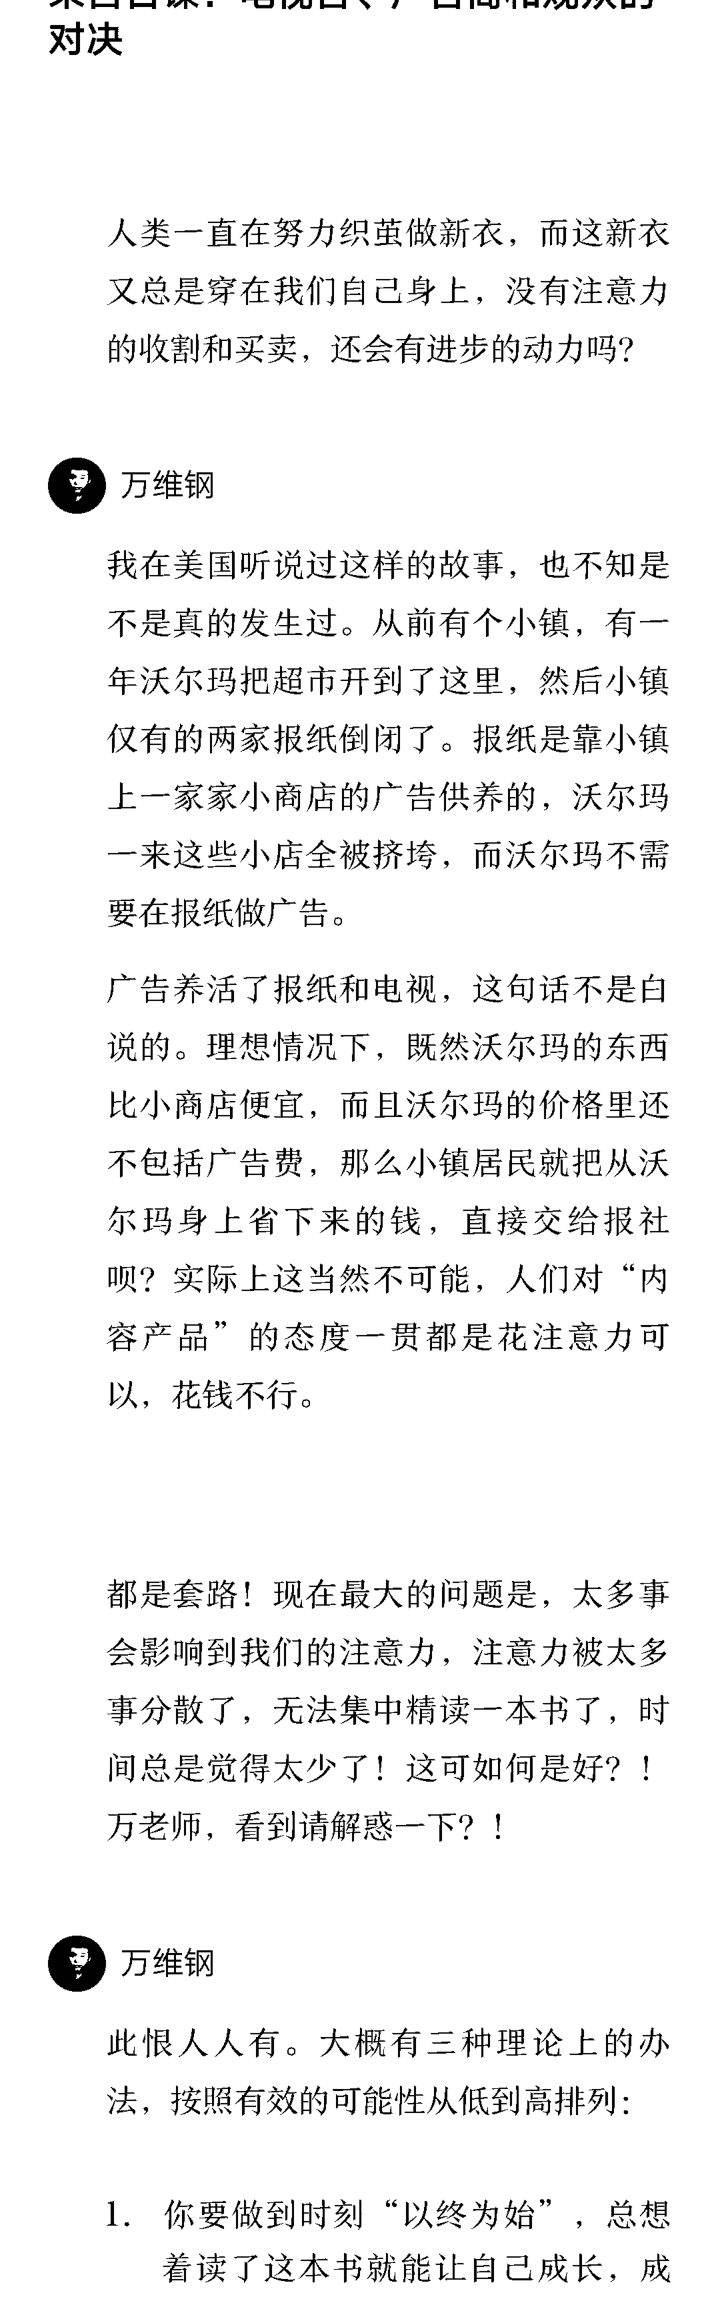 来自日课：电视台、广告商和观众的
对决
人类一直在努力织茧做新衣，而这新衣
又总是穿在我们自己身上，没有注意力
的收割和买卖，还会有进步的动力吗？
万维钢
我在美国听说过这样的故事，也不知是
不是真的发生过。从前有个小镇，有一
年沃尔玛把超市开到了这里，然后小镇
仅有的两家报纸倒闭了。报纸是靠小镇
上一家家小商店的广告供养的，沃尔玛
一来这些小店全被挤垮，而沃尔玛不需
要在报纸做广告。
广告养活了报纸和电视，这句话不是白
说的。理想情况下，既然沃尔玛的东西
比小商店便宜，而且沃尔玛的价格里还
不包括广告费，那么小镇居民就把从沃
尔玛身上省下来的钱，直接交给报社
呗？实际上这当然不可能，人们对“内
容产品”的态度一贯都是花注意力可
以，花钱不行。
都是套路！现在最大的问题是，太多事
会影响到我们的注意力，注意力被太多
事分散了，无法集中精读一本书了，时
间总是觉得太少了！这可如何是好？！
万老师，看到请解惑一下？！
万维钢
此恨人人有。大概有三种理论上的办
法，按照有效的可能性从低到高排列：
1. 你要做到时刻“以终为始”，总想
着读了这本书就能让自己成长，成